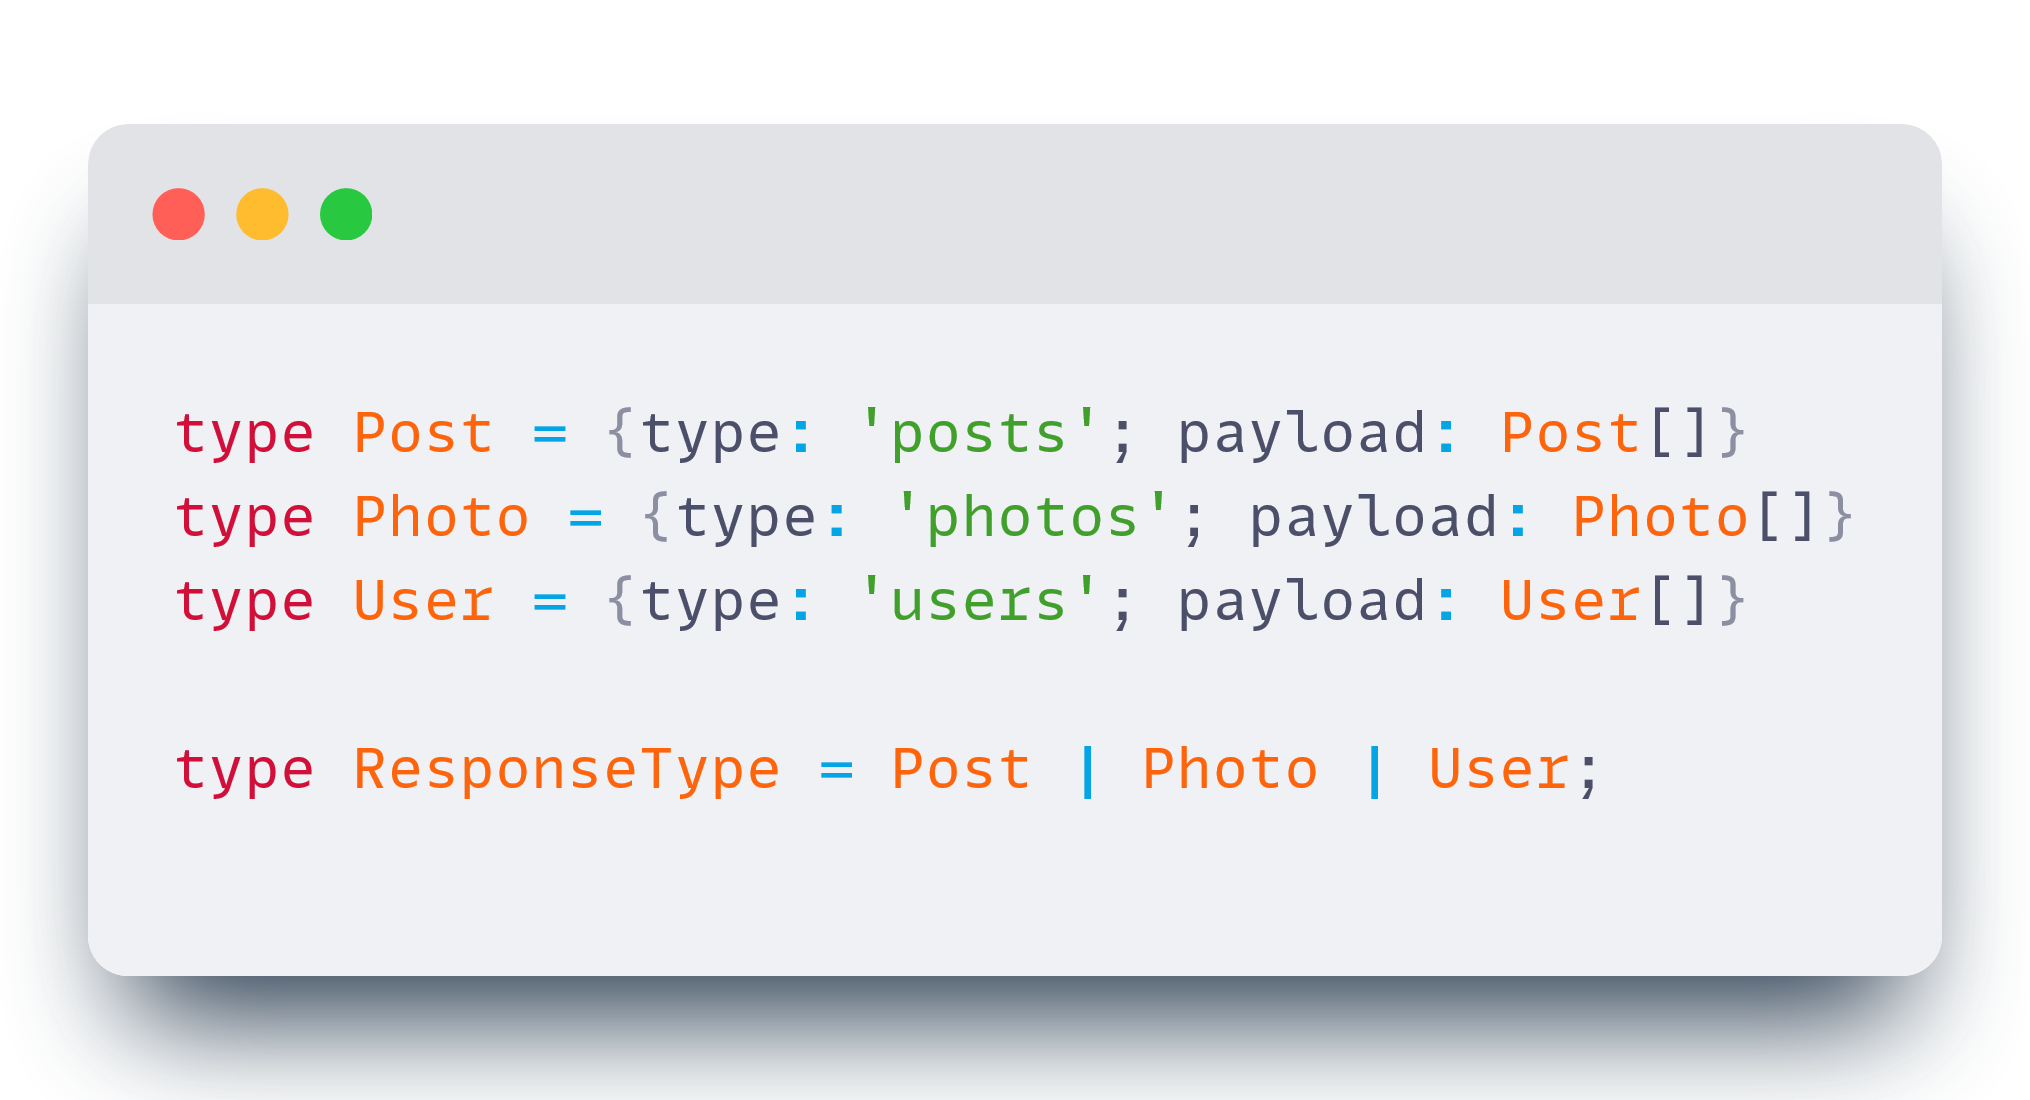 type Post = {type: 'posts'; payload: Post[]}
type Photo = {type: 'photos'; payload: Photo[]}
type User = {type: 'users'; payload: User[]}
type ResponseType = Post | Photo | User;